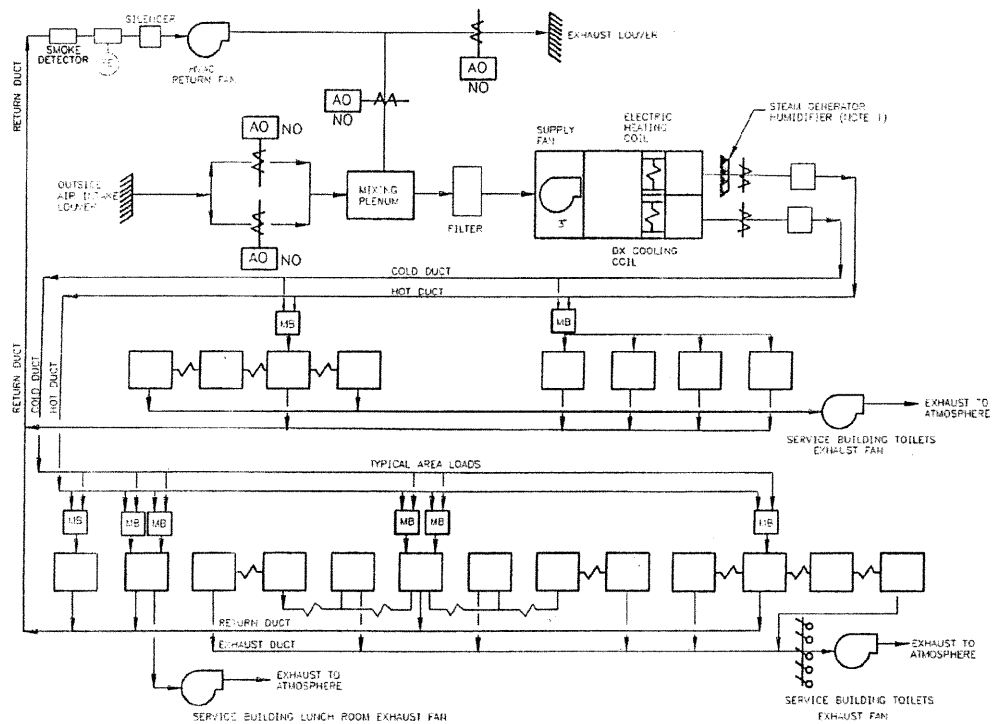 SILENCER
SMOKE
DETECTOR
HVAC
RETURN FAN
RETURN DUCT
AO
NO
EXHAUST LOUVER
AO
NO
AO
NO
OUTSIDE
AIR INTAKE
LOUVER
AO
NO
MIXING
PLENUM
FILTER
SUPPLY
FAN
ELECTRIC
HEATING
COIL
STEAM GENERATOR
HUMIDIFIER (NOTE 1)
DX COOLING
COIL
COLD DUCT
HOT DUCT
MB
MB
RETURN DUCT
COLD DUCT
HOT DUCT
EXHAUST TO
ATMOSPHERE
SERVICE BUILDING TOILETS
EXHAUST FAN
TYPICAL AREA LOADS
MB
MB
MB
MB
MB
MB
RETURN DUCT
EXHAUST DUCT
EXHAUST TO
ATMOSPHERE
EXHAUST TO
ATMOSPHERE
SERVICE BUILDING LUNCH ROOM EXHAUST FAN
SERVICE BUILDING TOILETS
EXHAUST FAN